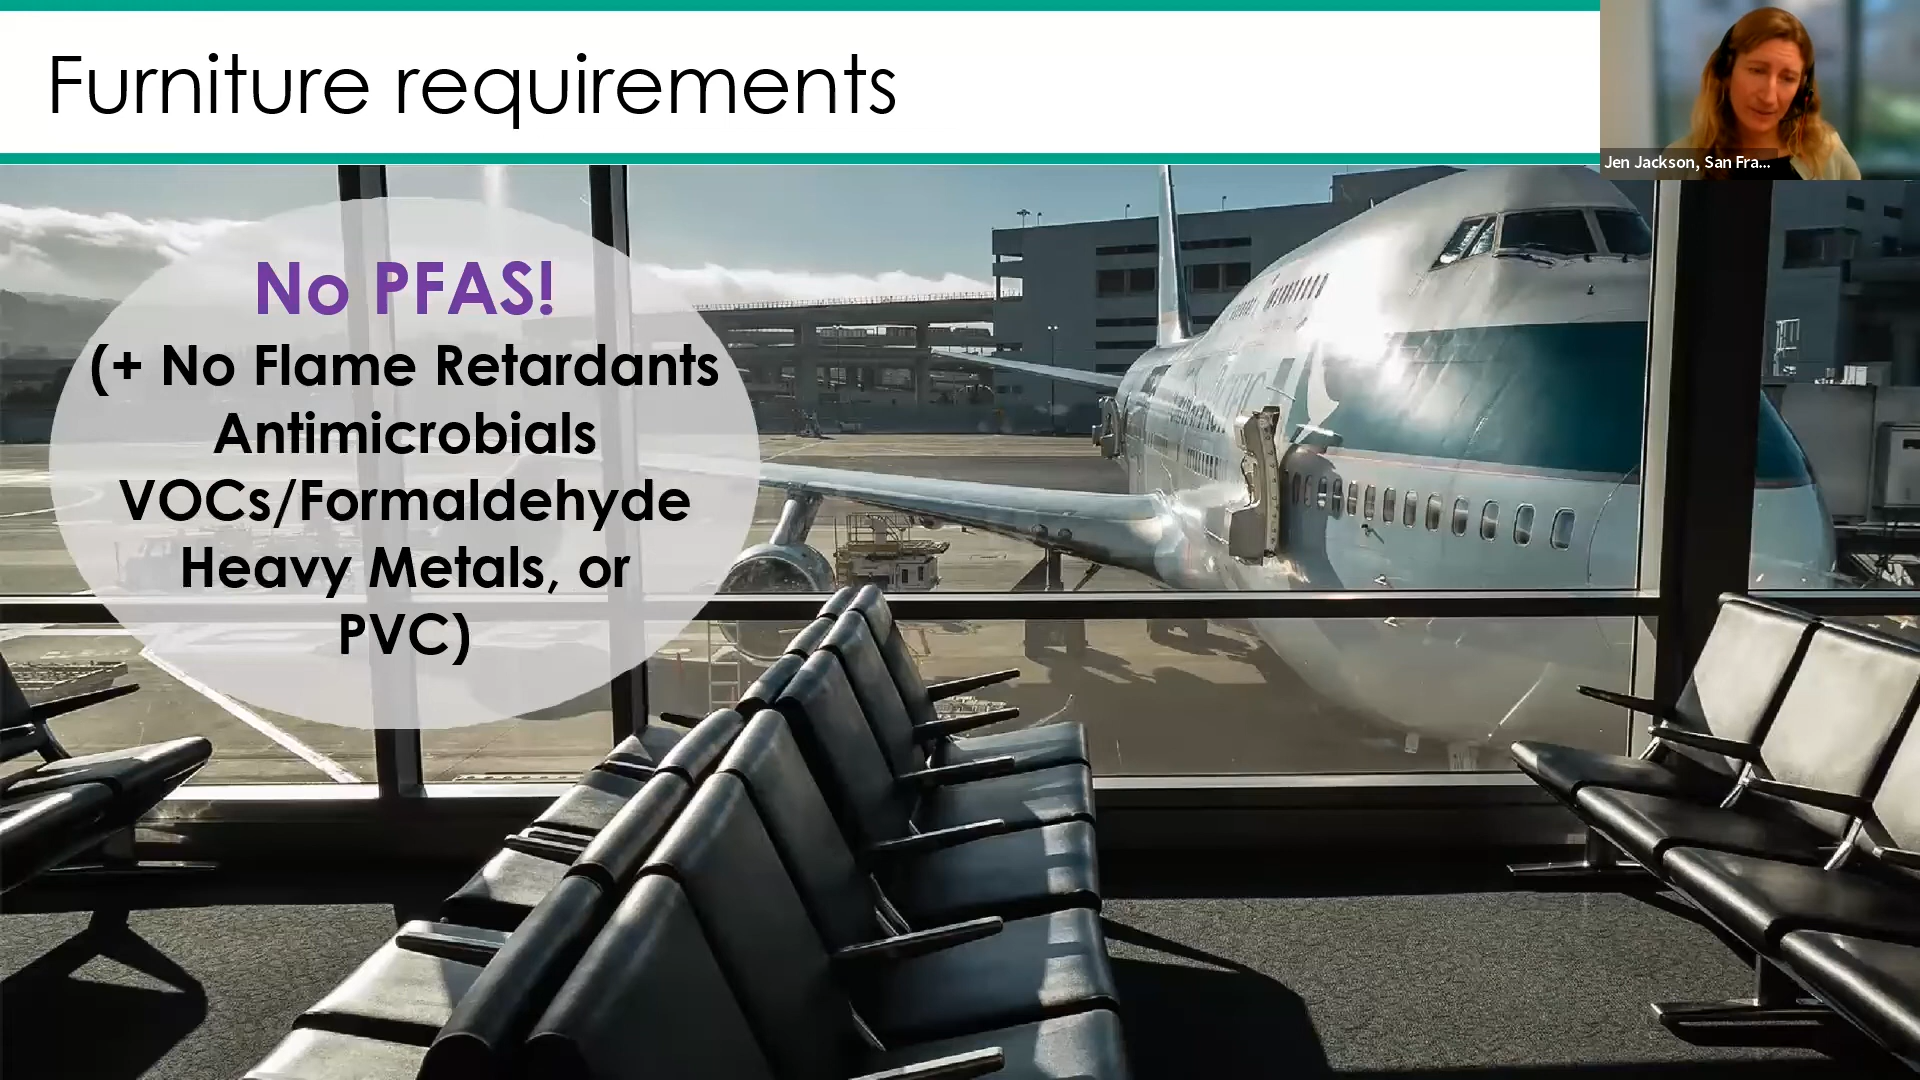 Furniture requirements
Jen Jackson, San Fra...
No PFAS!
(+ No Flame Retardants
Antimicrobials
VOCs/Formaldehyde
Heavy Metals, or
PVC)